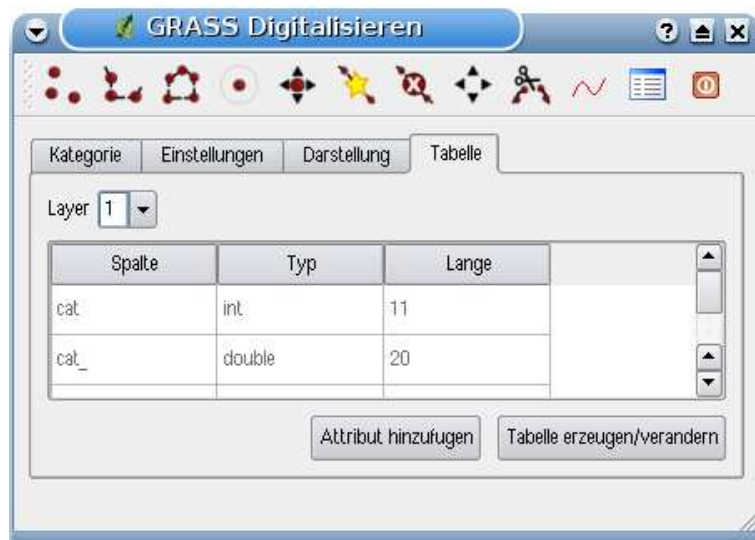 GRASS Digitalisieren
Kategorie Einstellungen Darstellung Tabelle
Layer 1
Spalte Typ Lange
cat int 11
cat_ double 20
Attribut hinzufugen Tabelle erzeugen/verandern